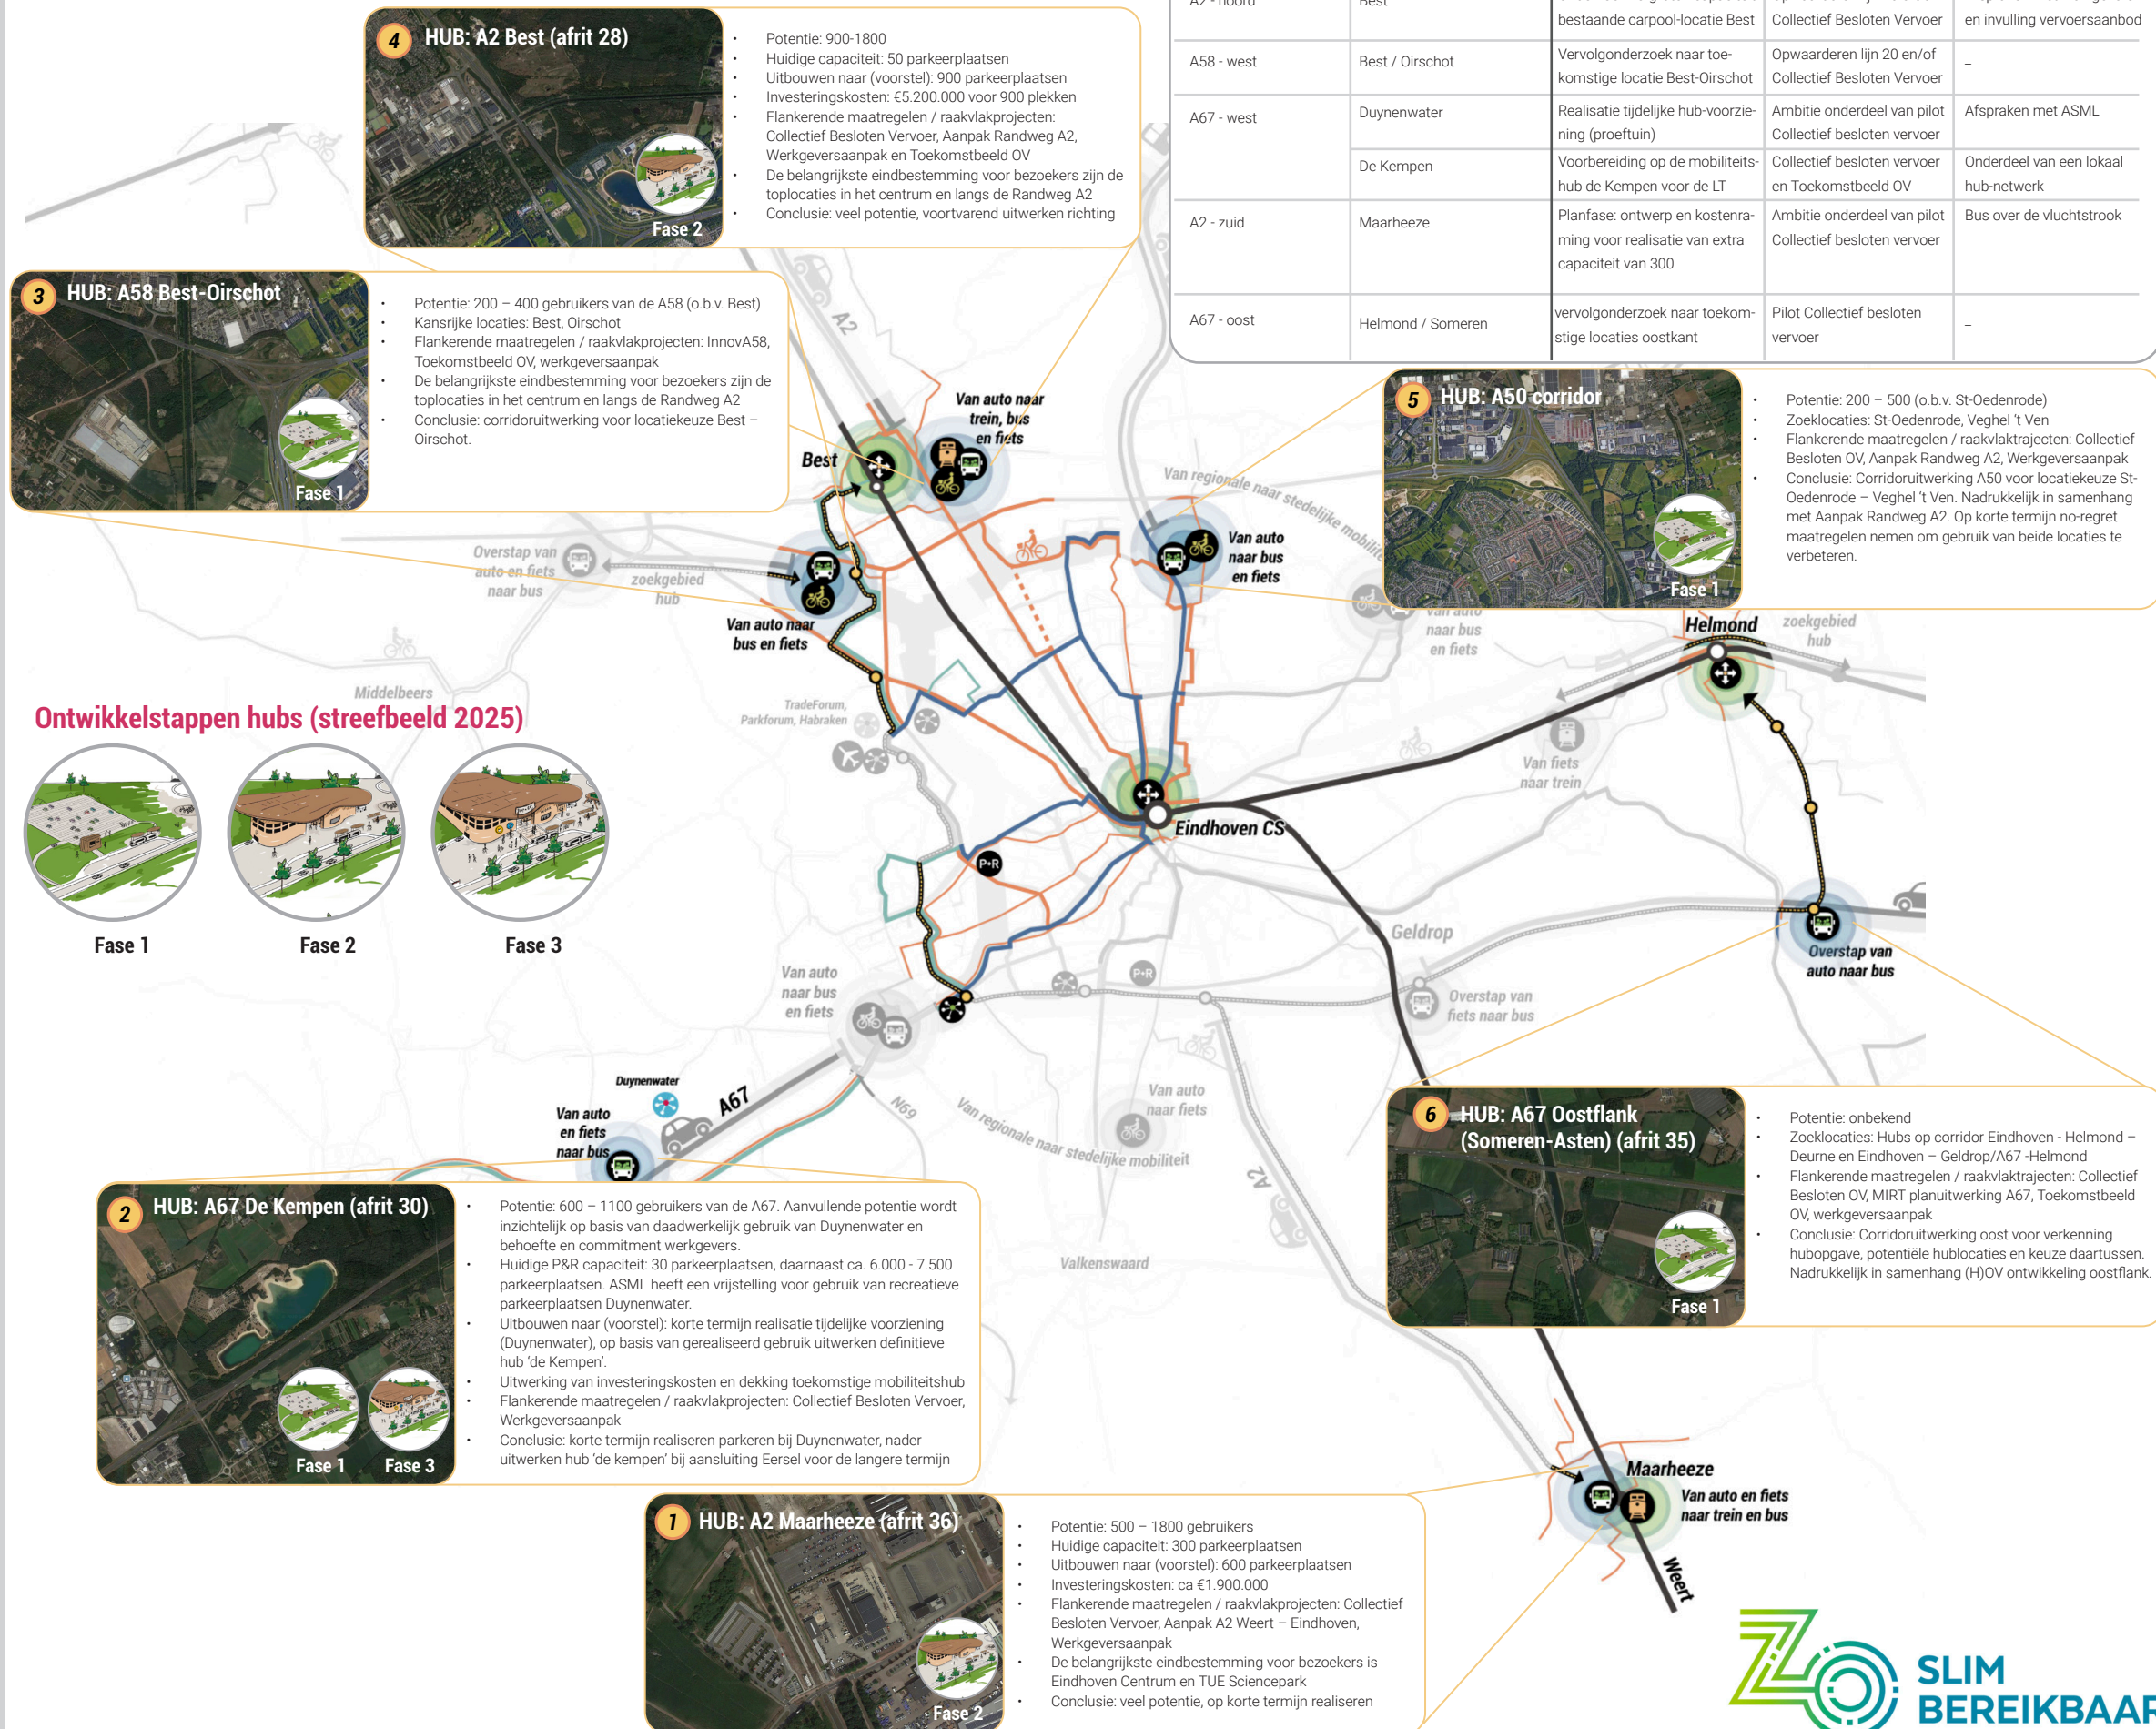 4 HUB: A2 Best (afrit 28)
Fase 2
• Potentie: 900-1800
• Huidige capaciteit: 50 parkeerplaatsen
• Uitbouwen naar (voorstel): 900 parkeerplaatsen
• Investeringskosten: €5.200.000 voor 900 plekken
• Flankerende maatregelen / raakvlakprojecten:
Collectief Besloten Vervoer, Aanpak Randweg A2,
Werkgeversaanpak en Toekomstbeeld OV
• De belangrijkste eindbestemming voor bezoekers zijn de
toplocaties in het centrum en langs de Randweg A2
• Conclusie: veel potentie, voortvarend uitwerken richting
A2 - noord
Best
bestaande carpool-locatie Best
Collectief Besloten Vervoer
en invulling vervoersaanbod
A58 - west
Best / Oirschot
Vervolgonderzoek naar toe-
komstige locatie Best-Oirschot
Opwaarderen lijn 20 en/of
Collectief Besloten Vervoer
–
A67 - west
Duynenwater
Realisatie tijdelijke hub-voorzie-
ning (proeftuin)
Ambitie onderdeel van pilot
Collectief besloten vervoer
Afspraken met ASML
De Kempen
Voorbereiding op de mobiliteits-
hub de Kempen voor de LT
Collectief besloten vervoer
en Toekomstbeeld OV
Onderdeel van een lokaal
hub-netwerk
A2 - zuid
Maarheeze
Planfase: ontwerp en kostenra-
ming voor realisatie van extra
capaciteit van 300
Ambitie onderdeel van pilot
Collectief besloten vervoer
Bus over de vluchtstrook
A67 - oost
Helmond / Someren
vervolgonderzoek naar toekom-
stige locaties oostkant
Pilot Collectief besloten
vervoer
–
3 HUB: A58 Best-Oirschot
Fase 1
• Potentie: 200 – 400 gebruikers van de A58 (o.b.v. Best)
• Kansrijke locaties: Best, Oirschot
• Flankerende maatregelen / raakvlakprojecten: InnovA58,
Toekomstbeeld OV, werkgeversaanpak
• De belangrijkste eindbestemming voor bezoekers zijn de
toplocaties in het centrum en langs de Randweg A2
• Conclusie: corridoruitwerking voor locatiekeuze Best –
Oirschot.
5 HUB: A50 corridor
Fase 1
• Potentie: 200 – 500 (o.b.v. St-Oedenrode)
• Zoeklocaties: St-Oedenrode, Veghel ‘t Ven
• Flankerende maatregelen / raakvlaktrajecten: Collectief
Besloten OV, Aanpak Randweg A2, Werkgeversaanpak
• Conclusie: Corridoruitwerking A50 voor locatiekeuze St-
Oedenrode – Veghel ‘t Ven. Nadrukkelijk in samenhang
met Aanpak Randweg A2. Op korte termijn no-regret
maatregelen nemen om gebruik van beide locaties te
verbeteren.
A2
Van auto naar
trein, bus
en fiets
Best
Van regionale naar stedelijke
Van auto
naar bus
en fiets
Overstap van
auto en fiets
naar bus
zoekgebied
hub
Van auto naar
bus en fiets
Van auto
naar bus
en fiets
Helmond
zoekgebied
hub
Middelbeers
TradeForum,
Parkforum, Habraken
Van fiets
naar trein
Eindhoven CS
P+R
Ontwikkelstappen hubs (streefbeeld 2025)
Fase 1
Fase 2
Fase 3
Geldrop
P+R
Overstap van
auto naar bus
Van auto
naar bus
en fiets
Overstap van
fiets naar bus
Duynenwater
Van auto
en fiets
naar bus
A67
N69
Van auto
naar fiets
Van regionale naar stedelijke mobiliteit
A2
Valkenswaard
2 HUB: A67 De Kempen (afrit 30)
Fase 1
Fase 3
• Potentie: 600 – 1100 gebruikers van de A67. Aanvullende potentie wordt
inzichtelijk op basis van daadwerkelijk gebruik van Duynenwater en
behoefte en commitment werkgevers.
• Huidige P&R capaciteit: 30 parkeerplaatsen, daarnaast ca. 6.000 - 7.500
parkeerplaatsen. ASML heeft een vrijstelling voor gebruik van recreatieve
parkeerplaatsen Duynenwater.
• Uitbouwen naar (voorstel): korte termijn realisatie tijdelijke voorziening
(Duynenwater), op basis van gerealiseerd gebruik uitwerken definitieve
hub ‘de Kempen’.
• Uitwerking van investeringskosten en dekking toekomstige mobiliteitshub
• Flankerende maatregelen / raakvlakprojecten: Collectief Besloten Vervoer,
Werkgeversaanpak
• Conclusie: korte termijn realiseren parkeren bij Duynenwater, nader
uitwerken hub ‘de kempen’ bij aansluiting Eersel voor de langere termijn
6 HUB: A67 Oostflank
(Someren-Asten) (afrit 35)
Fase 1
• Potentie: onbekend
• Zoeklocaties: Hubs op corridor Eindhoven - Helmond –
Deurne en Eindhoven – Geldrop/A67 -Helmond
• Flankerende maatregelen / raakvlaktrajecten: Collectief
Besloten OV, MIRT planuitwerking A67, Toekomstbeeld
OV, werkgeversaanpak
• Conclusie: Corridoruitwerking oost voor verkenning
hubopgave, potentiële hublocaties en keuze daartussen.
Nadrukkelijk in samenhang (H)OV ontwikkeling oostflank.
Maarheeze
Van auto en fiets
naar trein en bus
Weert
1 HUB: A2 Maarheeze (afrit 36)
Fase 2
• Potentie: 500 – 1800 gebruikers
• Huidige capaciteit: 300 parkeerplaatsen
• Uitbouwen naar (voorstel): 600 parkeerplaatsen
• Investeringskosten: ca €1.900.000
• Flankerende maatregelen / raakvlakprojecten: Collectief
Besloten Vervoer, Aanpak A2 Weert – Eindhoven,
Werkgeversaanpak
• De belangrijkste eindbestemming voor bezoekers is
Eindhoven Centrum en TUE Sciencepark
• Conclusie: veel potentie, op korte termijn realiseren
ZO
SLIM
BEREIKBAAR